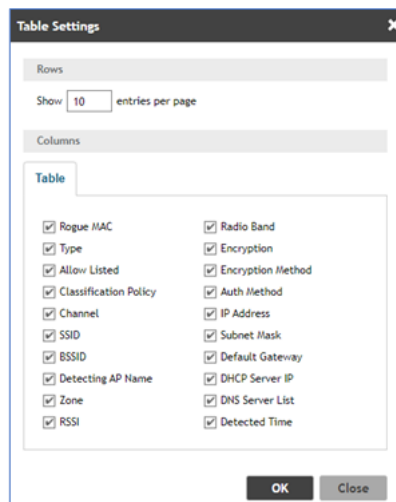 Table Settings
Rows
Show 10 entries per page
Columns
Table
Rogue MAC
Type
Allow Listed
Classification Policy
Channel
SSID
BSSID
Detecting AP Name
Zone
RSSI
Radio Band
Encryption
Encryption Method
Auth Method
IP Address
Subnet Mask
Default Gateway
DHCP Server IP
DNS Server List
Detected Time
OK Close